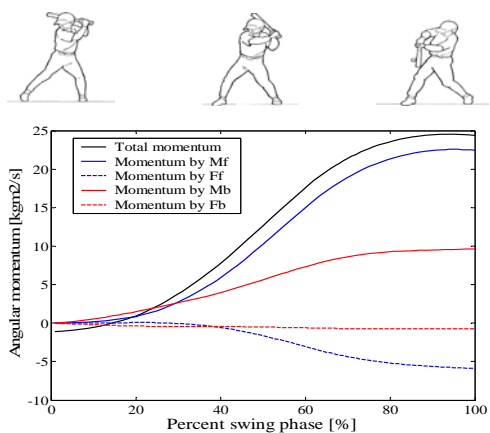 25
20
15
10
5
0
-5
-10
Angular momentum [kgm2/s]
Total momentum
Momentum by Mf
Momentum by Ff
Momentum by Mb
Momentum by Fb
0 20 40 60 80 100
Percent swing phase [%]